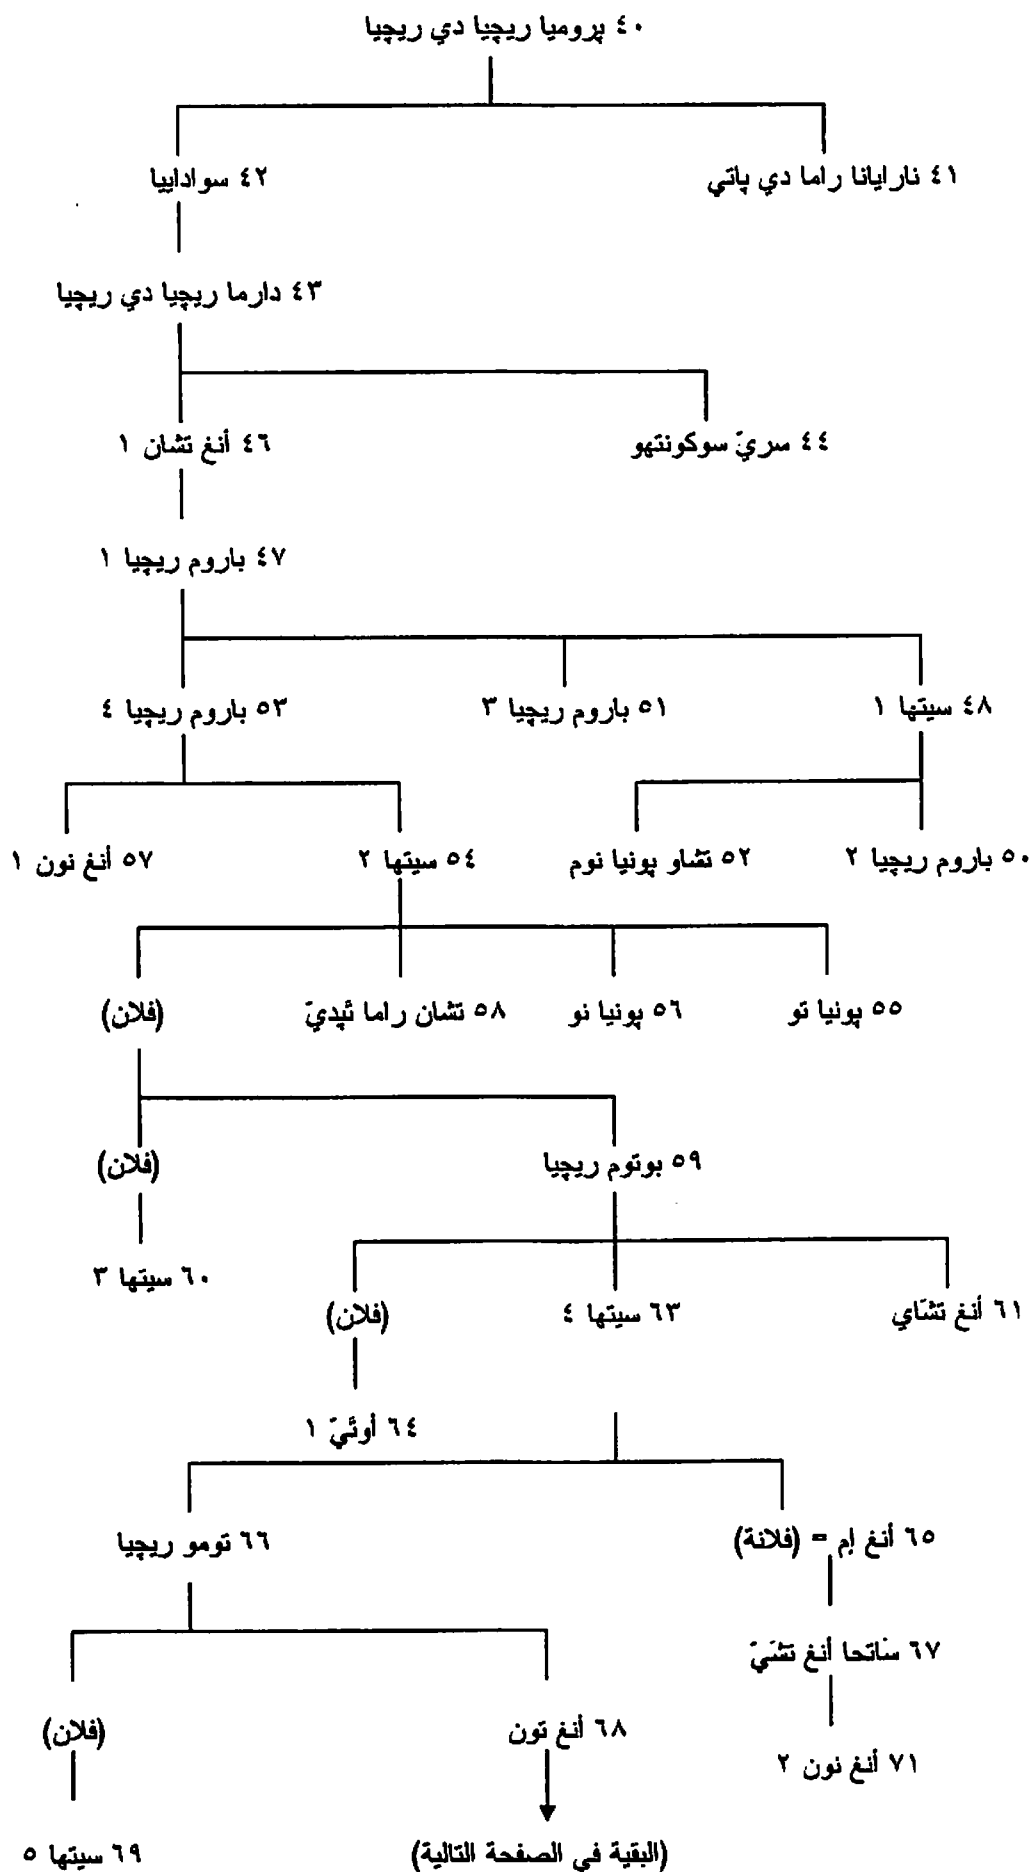 ٤٠ پروميا ريچيا دي ريچيا
٤١ نارايانا راما دي پاتي
٤٢ سوادابيا
٤٣ دارما ريچيا دي ريچيا
٤٤ سريّ سوكونتهو
٤٦ أنغ تشان ١
٤٧ باروم ريچيا ١
٤٨ سيتها ١
٥١ باروم ريچيا ٣
٥٣ باروم ريچيا ٤
٥٠ باروم ريچيا ٢
٥٢ تشاو پونيا نوم
٥٤ سيتها ٢
٥٧ أنغ نون ١
٥٥ پونيا تو
٥٦ پونيا نو
٥٨ تشان راما ثپديّ
(فلان)
٥٩ بوتوم ريچيا
(فلان)
٦٠ سيتها ٣
٦١ أنغ تشاي
٦٣ سيتها ٤
(فلان)
٦٤ أوثيّ ١
٦٥ أنغ إم = (فلانة)
٦٦ تومو ريچيا
٦٧ ساتحا أنغ تشيّ
٦٨ أنغ تون
(فلان)
٧١ أنغ نون ٢
(البقية في الصفحة التالية)
٦٩ سيتها ٥